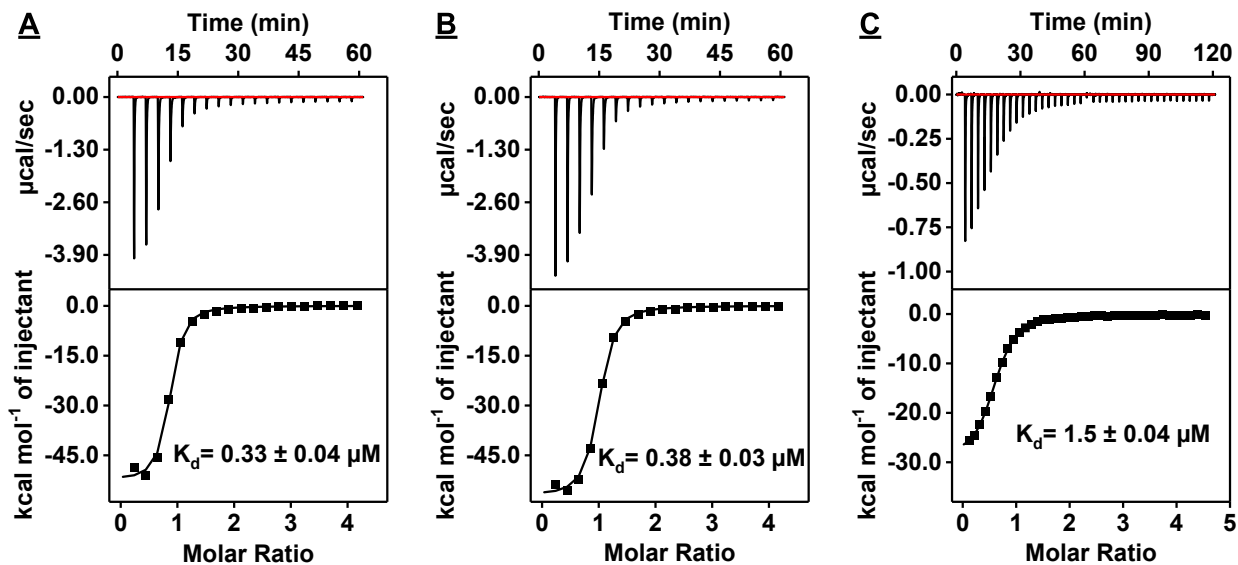 A
Time (min)
0 15 30 45 60
0.00
-1.30
-2.60
-3.90
µcal/sec
0.0
-15.0
-30.0
-45.0
kcal mol⁻¹ of injectant
K_d= 0.33 ± 0.04 µM
0 1 2 3 4
Molar Ratio
B
Time (min)
0 15 30 45 60
0.00
-1.30
-2.60
-3.90
µcal/sec
0.0
-15.0
-30.0
-45.0
kcal mol⁻¹ of injectant
K_d= 0.38 ± 0.03 µM
0 1 2 3 4
Molar Ratio
C
Time (min)
0 30 60 90 120
0.00
-0.25
-0.50
-0.75
-1.00
µcal/sec
0.0
-10.0
-20.0
-30.0
kcal mol⁻¹ of injectant
K_d= 1.5 ± 0.04 µM
0 1 2 3 4 5
Molar Ratio